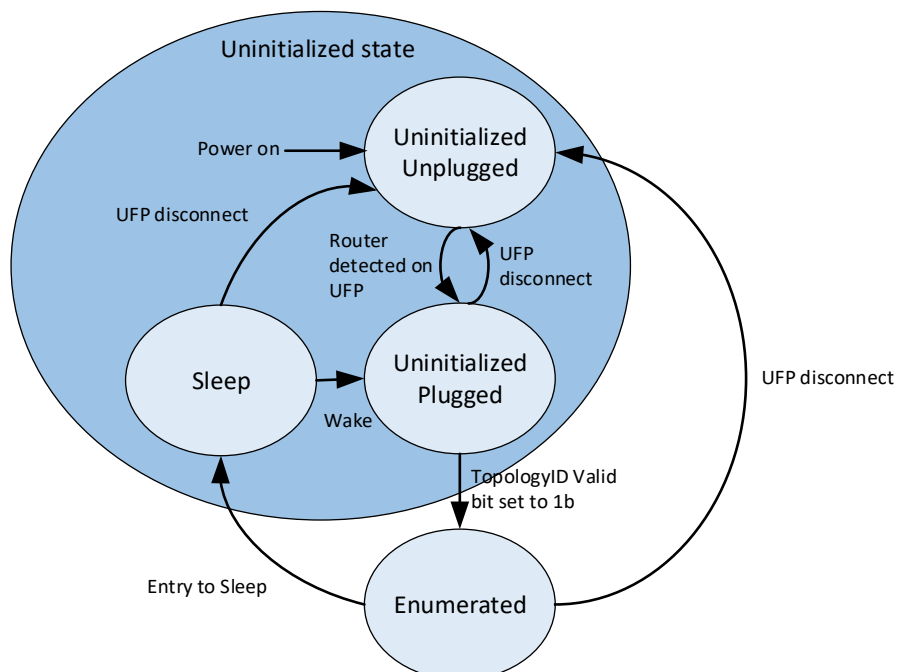 Uninitialized state
Uninitialized
Unplugged
Power on
UFP disconnect
Router
detected on
UFP
UFP
disconnect
Sleep
Uninitialized
Plugged
UFP disconnect
Wake
TopologyID Valid
bit set to 1b
Entry to Sleep
Enumerated